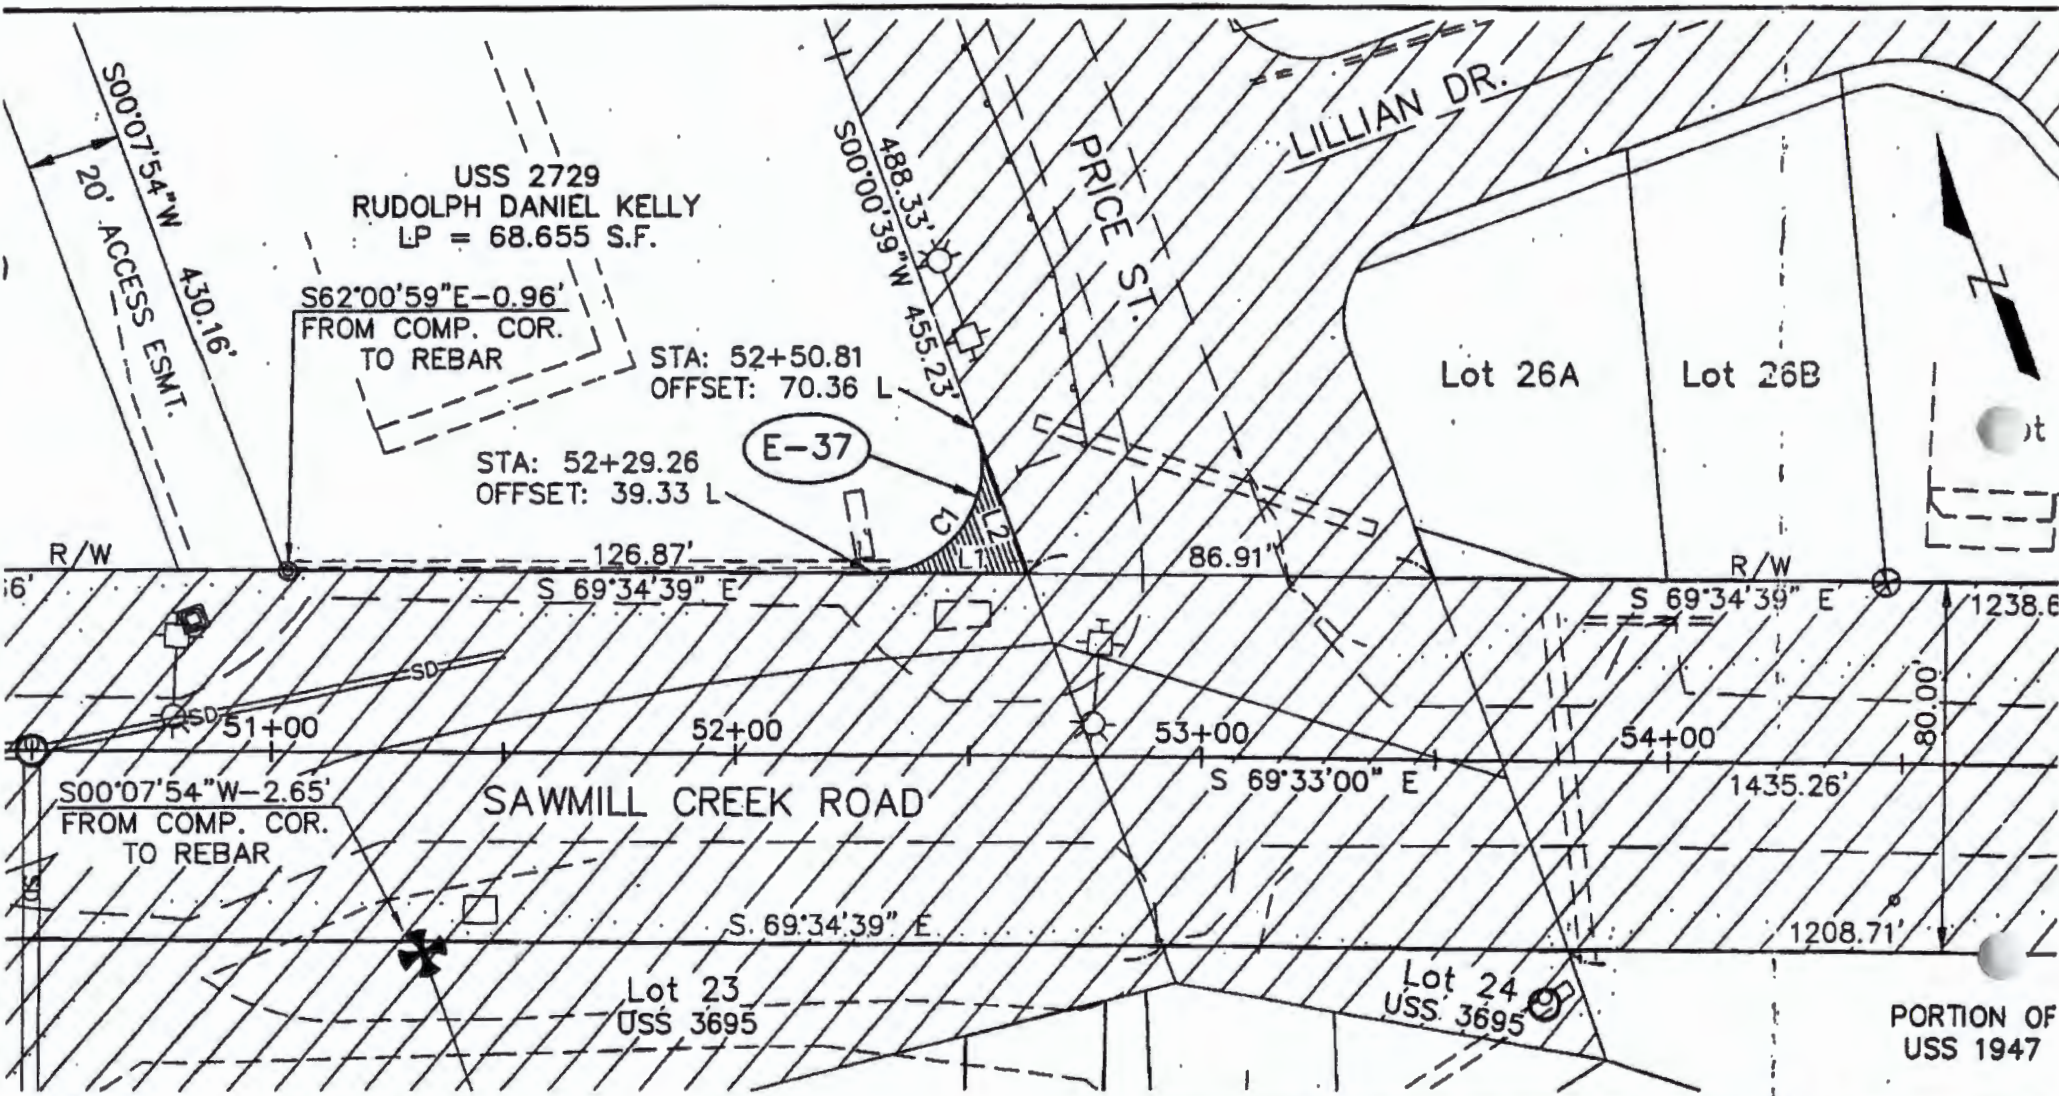 S00°07'54"W 430.16'
20' ACCESS ESMT.
USS 2729
RUDOLPH DANIEL KELLY
LP = 68.655 S.F.
S62°00'59"E-0.96'
FROM COMP. COR.
TO REBAR
488.33'
S00°00'39"W 455.23'
PRICE ST.
LILLIAN DR.
STA: 52+50.81
OFFSET: 70.36 L
E-37
STA: 52+29.26
OFFSET: 39.33 L
C1
L2
L1
Lot 26A
Lot 26B
R/W
126.87'
86.91'
R/W
S 69°34'39" E
S 69°34'39" E
1238.6
80.00'
SD
SD
51+00
52+00
53+00
54+00
S 69°33'00" E
1435.26'
S00°07'54"W-2.65'
FROM COMP. COR.
TO REBAR
SAWMILL CREEK ROAD
SD
S 69°34'39" E
1208.71'
Lot 23
USS 3695
Lot 24
USS 3695
PORTION OF
USS 1947